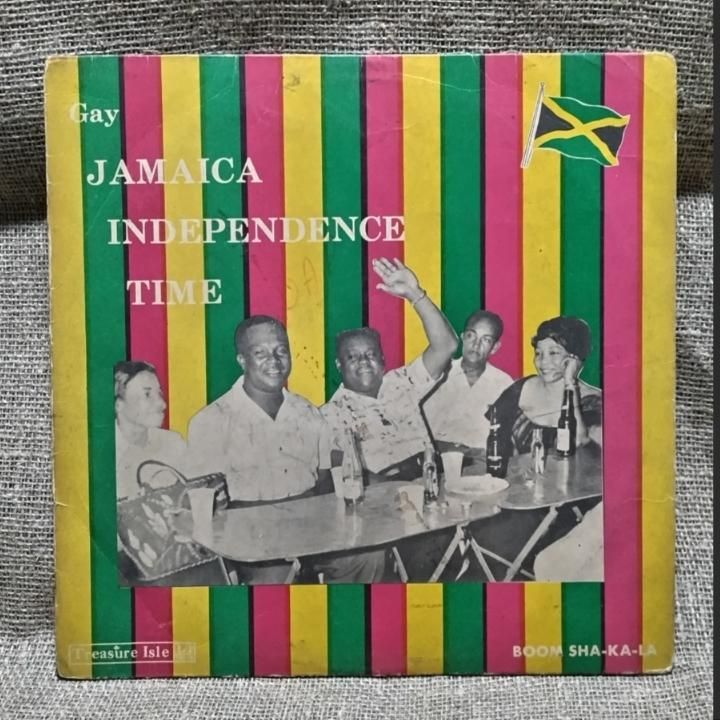 Gay
JAMAICA
INDEPENDENCE
TIME
Treasure Isle
BOOM SHA-KA-LA